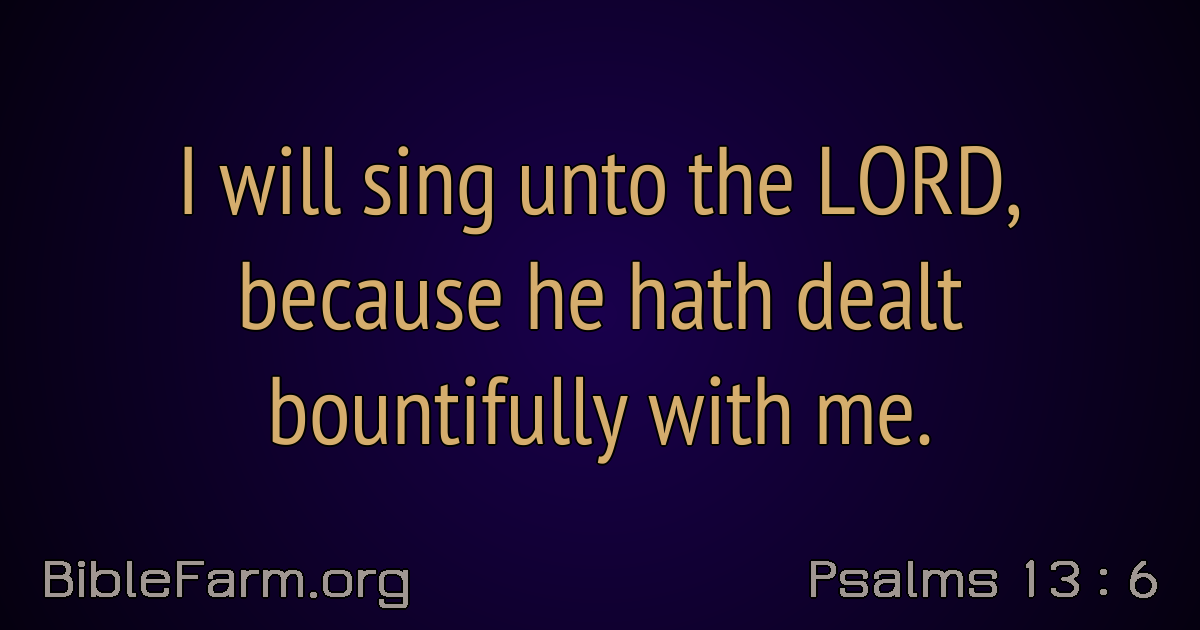 I will sing unto the LORD,
because he hath dealt
bountifully with me.
BibleFarm.org
Psalms 13 : 6